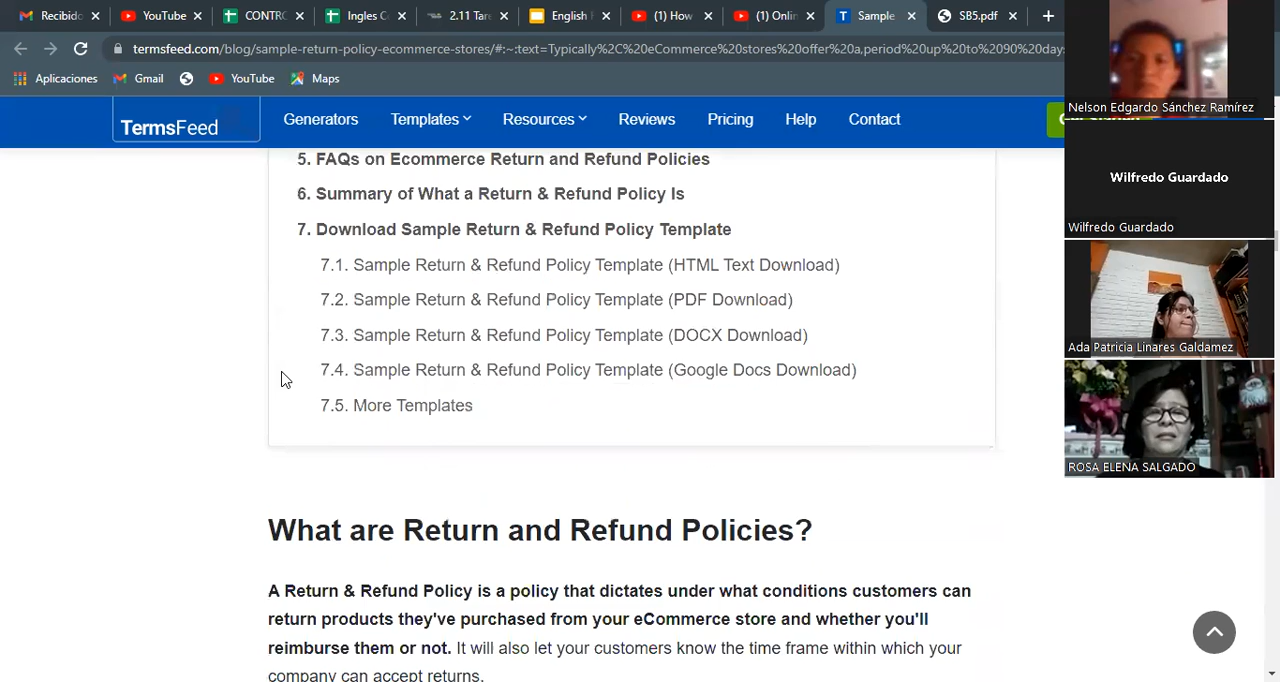 Recibido
YouTube
CONTRO
Ingles C
2.11 Tar
English F
(1) How
(1) Onlin
Sample
SB5.pdf
termsfeed.com/blog/sample-return-policy-ecommerce-stores/#:~:text=Typically%2C%20eCommerce%20stores%20offer%20a,period%20up%20to%2090%20day
Aplicaciones
Gmail
YouTube
Maps
TermsFeed
Generators
Templates
Resources
Reviews
Pricing
Help
Contact
5. FAQs on Ecommerce Return and Refund Policies
6. Summary of What a Return & Refund Policy Is
7. Download Sample Return & Refund Policy Template
7.1. Sample Return & Refund Policy Template (HTML Text Download)
7.2. Sample Return & Refund Policy Template (PDF Download)
7.3. Sample Return & Refund Policy Template (DOCX Download)
7.4. Sample Return & Refund Policy Template (Google Docs Download)
7.5. More Templates
What are Return and Refund Policies?
A Return & Refund Policy is a policy that dictates under what conditions customers can
return products they've purchased from your eCommerce store and whether you'll
reimburse them or not. It will also let your customers know the time frame within which your
company can accept returns.
Nelson Edgardo Sánchez Ramírez
Wilfredo Guardado
Wilfredo Guardado
Ada Patricia Linares Galdamez
ROSA ELENA SALGADO